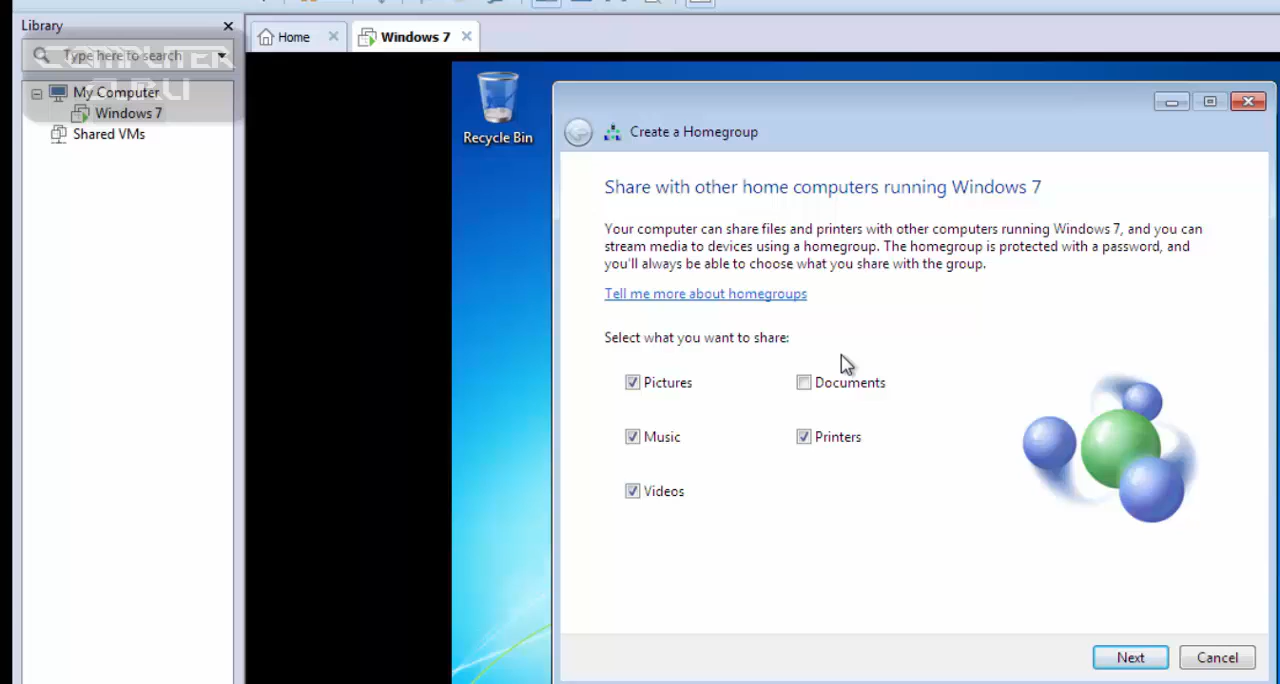 Library
Type here to search
COMPUTER
GURU
My Computer
Windows 7
Shared VMs
Home
Windows 7
Recycle Bin
Create a Homegroup
Share with other home computers running Windows 7
Your computer can share files and printers with other computers running Windows 7, and you can
stream media to devices using a homegroup. The homegroup is protected with a password, and
you'll always be able to choose what you share with the group.
Tell me more about homegroups
Select what you want to share:
Pictures
Documents
Music
Printers
Videos
Next
Cancel